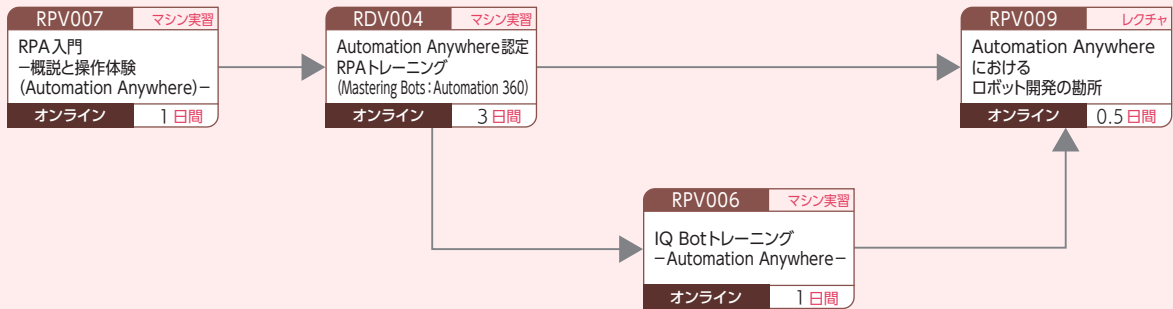 RPV007 マシン実習
RPA入門
−概説と操作体験
(Automation Anywhere)−
オンライン 1日間
RDV004 マシン実習
Automation Anywhere認定
RPAトレーニング
(Mastering Bots:Automation 360)
オンライン 3日間
RPV009 レクチャ
Automation Anywhere
における
ロボット開発の勘所
オンライン 0.5日間
RPV006 マシン実習
IQ Botトレーニング
−Automation Anywhere−
オンライン 1日間